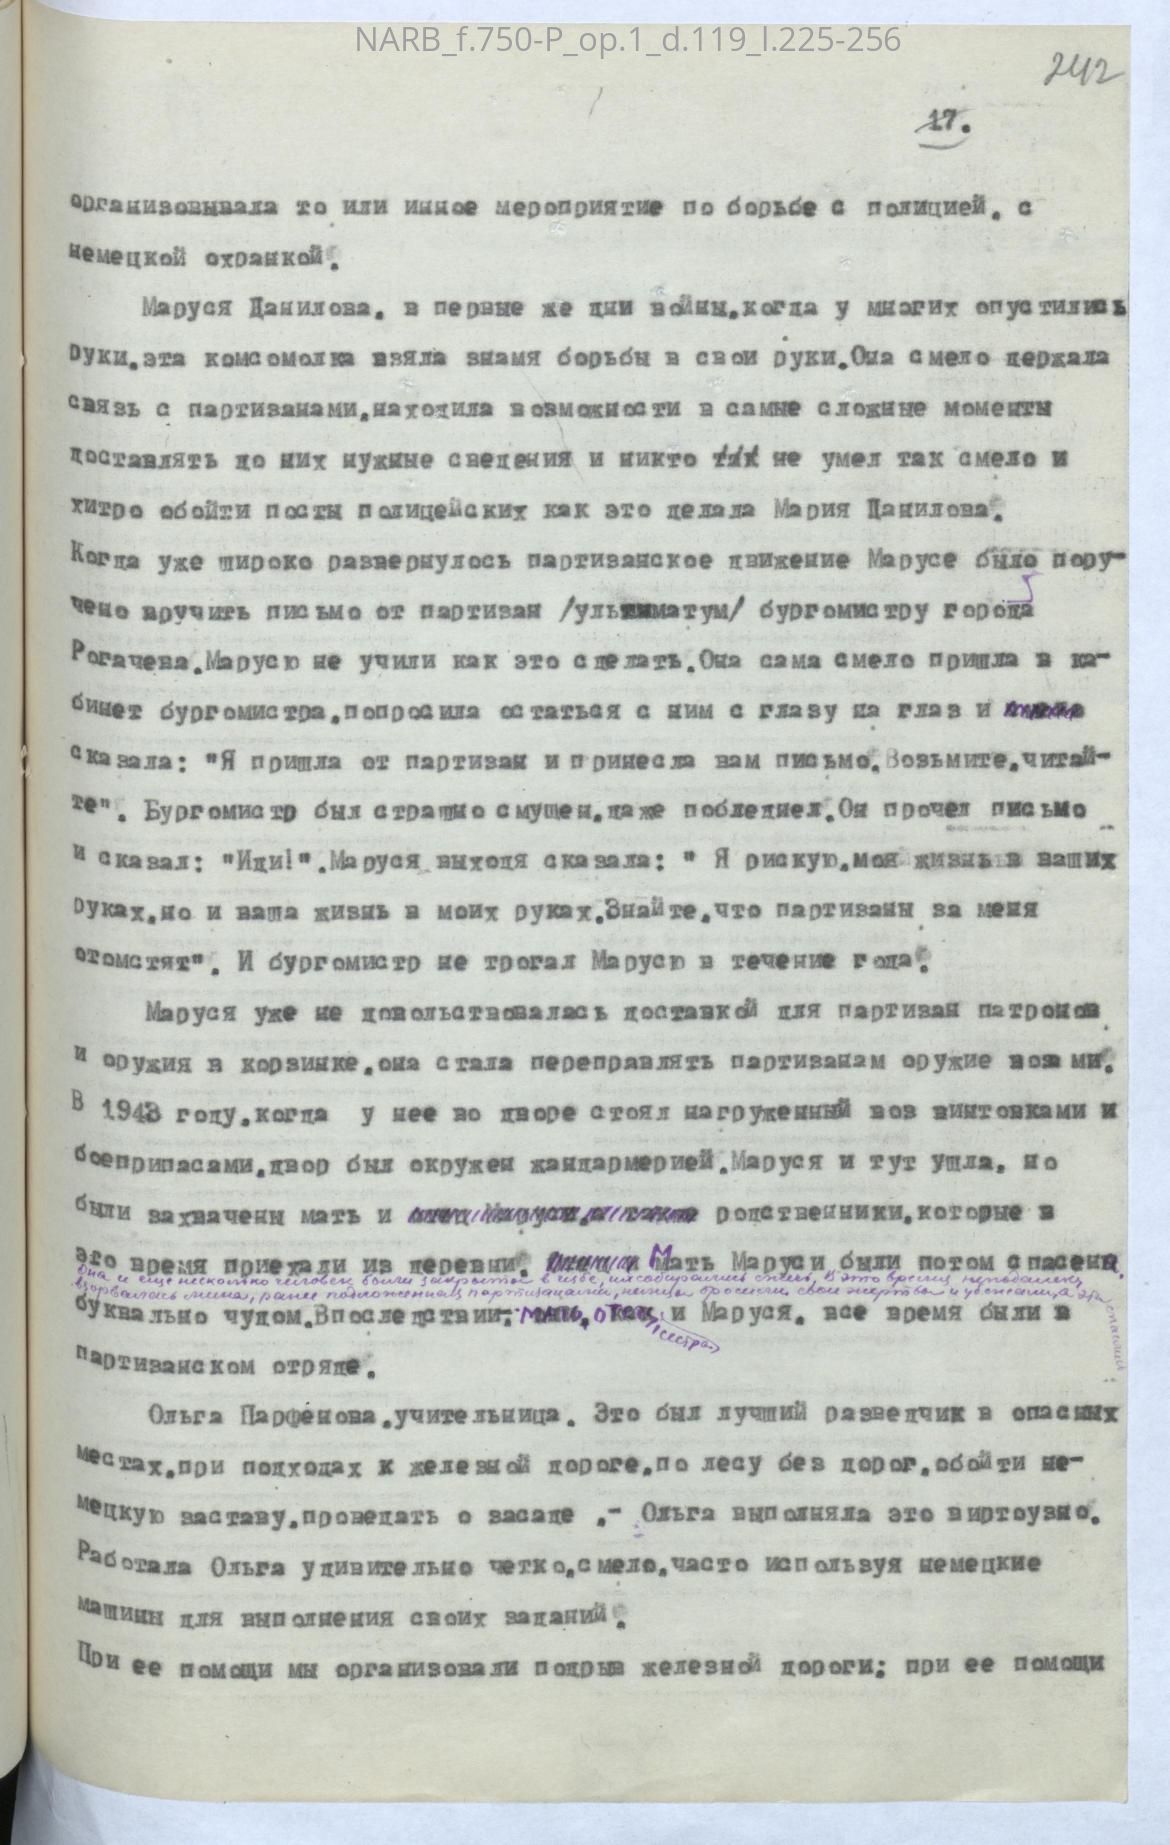 NARB_f.750-P_op.1_d.119_l.225-256
242
17.
организовывала то или инное мероприятие по борьбе с полицией, с
немецкой охранкой.
Маруся Данилова, в первые же дни войны,когда у многих опустились
руки,эта комсомолка взяла знамя борьбы в свои руки.Она смело держала
связь с партизанами,находила возможности в самые сложные моменты
доставлять до них нужные сведения и никто так не умел так смело и
хитро обойти посты полицейских как это делала Мария Данилова.
Когда уже широко развернулось партизанское движение Марусе было пору-
чено вручить письмо от партизан /ультиматум/ бургомистру города
Рогачева.Марусю не учили как это сделать.Она сама смело пришла в ка-
бинет бургомистра,попросила остаться с ним с глазу на глаз и
сказала: "Я пришла от партизан и принесла вам письмо.Возьмите,читай-
те". Бургомистр был страшно смущен,даже побледнел.Он прочел письмо
и сказал: "Иди!".Маруся выходя сказала: " Я рискую,моя жизнь в ваших
руках,но и ваша жизнь в моих руках.Знайте,что партизаны за меня
отомстят". И бургомистр не трогал Марусю в течение года.
Маруся уже не довольствовалась доставкой для партизан патронов
и оружия в корзинке,она стала переправлять партизанам оружие возами.
В 1943 году,когда у нее во дворе стоял нагруженный воз винтовками и
боеприпасами,двор был окружен жандармерией.Маруся и тут ушла, но
были захвачены мать и родственники,которые в
это время приехали из деревни. Мать Маруси были потом спасены
Она и еще несколько человек были закрыты в избе, их собирались сжечь, В это время неподалеку
взорвалась мина, ранее подложенная партизанами, немцы бросили свои жертвы и убежали, а эти спаслись
буквально чудом.Впоследствии: мать, отец, сестра и Маруся, все время были в
партизанском отряде.
Ольга Парфенова,учительница. Это был лучший разведчик в опасных
местах,при подходах к железной дороге,по лесу без дорог,обойти не-
мецкую заставу,проведать о засаде .- Ольга выполняла это виртоузно.
Работала Ольга удивительно четко,смело,часто используя немецкие
машины для выполнения своих заданий.
При ее помощи мы организовали подрыв железной дороги; при ее помощи